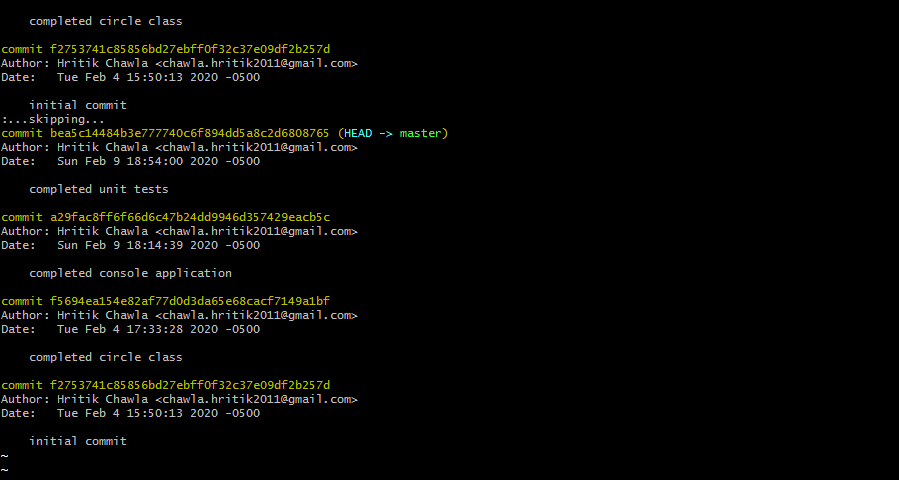 completed circle class
commit f2753741c85856bd27ebff0f32c37e09df2b257d
Author: Hritik Chawla <chawla.hritik2011@gmail.com>
Date:   Tue Feb 4 15:50:13 2020 -0500
initial commit
:...skipping...
commit bea5c14484b3e777740c6f894dd5a8c2d6808765 (HEAD -> master)
Author: Hritik Chawla <chawla.hritik2011@gmail.com>
Date:   Sun Feb 9 18:54:00 2020 -0500
completed unit tests
commit a29fac8ff6f66d6c47b24dd9946d357429eacb5c
Author: Hritik Chawla <chawla.hritik2011@gmail.com>
Date:   Sun Feb 9 18:14:39 2020 -0500
completed console application
commit f5694ea154e82af77d0d3da65e68cacf7149a1bf
Author: Hritik Chawla <chawla.hritik2011@gmail.com>
Date:   Tue Feb 4 17:33:28 2020 -0500
completed circle class
commit f2753741c85856bd27ebff0f32c37e09df2b257d
Author: Hritik Chawla <chawla.hritik2011@gmail.com>
Date:   Tue Feb 4 15:50:13 2020 -0500
initial commit
~
~